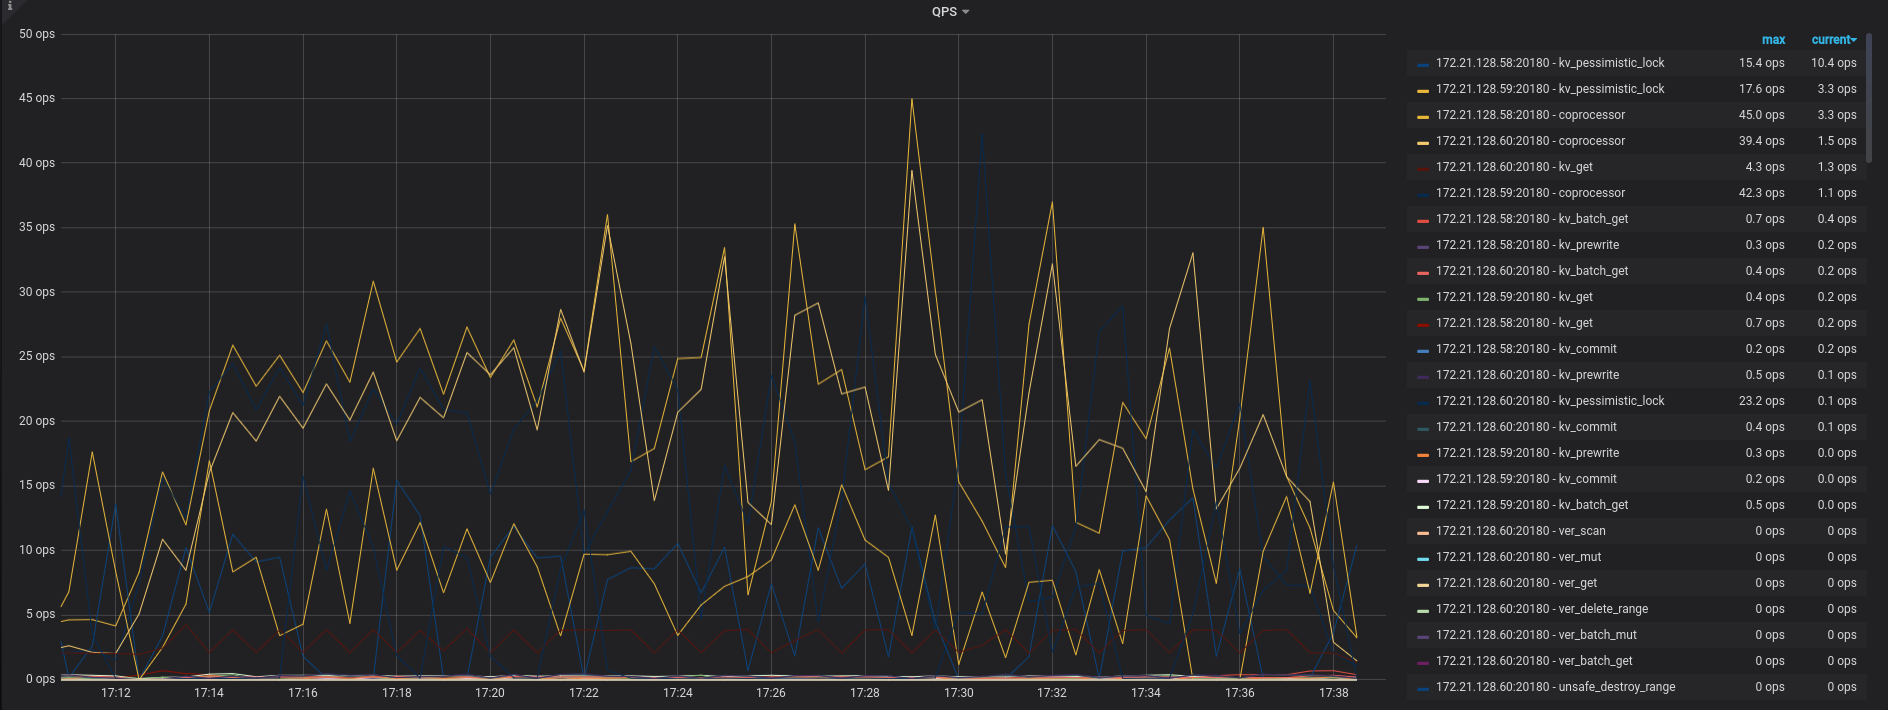 i
QPS
50 ops
45 ops
40 ops
35 ops
30 ops
25 ops
20 ops
15 ops
10 ops
5 ops
0 ops
17:12 17:14 17:16 17:18 17:20 17:22 17:24 17:26 17:28 17:30 17:32 17:34 17:36 17:38
max current
172.21.128.58:20180 - kv_pessimistic_lock 15.4 ops 10.4 ops
172.21.128.59:20180 - kv_pessimistic_lock 17.6 ops 3.3 ops
172.21.128.58:20180 - coprocessor 45.0 ops 3.3 ops
172.21.128.60:20180 - coprocessor 39.4 ops 1.5 ops
172.21.128.60:20180 - kv_get 4.3 ops 1.3 ops
172.21.128.59:20180 - coprocessor 42.3 ops 1.1 ops
172.21.128.58:20180 - kv_batch_get 0.7 ops 0.4 ops
172.21.128.58:20180 - kv_prewrite 0.3 ops 0.2 ops
172.21.128.60:20180 - kv_batch_get 0.4 ops 0.2 ops
172.21.128.59:20180 - kv_get 0.4 ops 0.2 ops
172.21.128.58:20180 - kv_get 0.7 ops 0.2 ops
172.21.128.58:20180 - kv_commit 0.2 ops 0.2 ops
172.21.128.60:20180 - kv_prewrite 0.5 ops 0.1 ops
172.21.128.60:20180 - kv_pessimistic_lock 23.2 ops 0.1 ops
172.21.128.60:20180 - kv_commit 0.4 ops 0.1 ops
172.21.128.59:20180 - kv_prewrite 0.3 ops 0.0 ops
172.21.128.59:20180 - kv_commit 0.2 ops 0.0 ops
172.21.128.59:20180 - kv_batch_get 0.5 ops 0.0 ops
172.21.128.60:20180 - ver_scan 0 ops 0 ops
172.21.128.60:20180 - ver_mut 0 ops 0 ops
172.21.128.60:20180 - ver_get 0 ops 0 ops
172.21.128.60:20180 - ver_delete_range 0 ops 0 ops
172.21.128.60:20180 - ver_batch_mut 0 ops 0 ops
172.21.128.60:20180 - ver_batch_get 0 ops 0 ops
172.21.128.60:20180 - unsafe_destroy_range 0 ops 0 ops